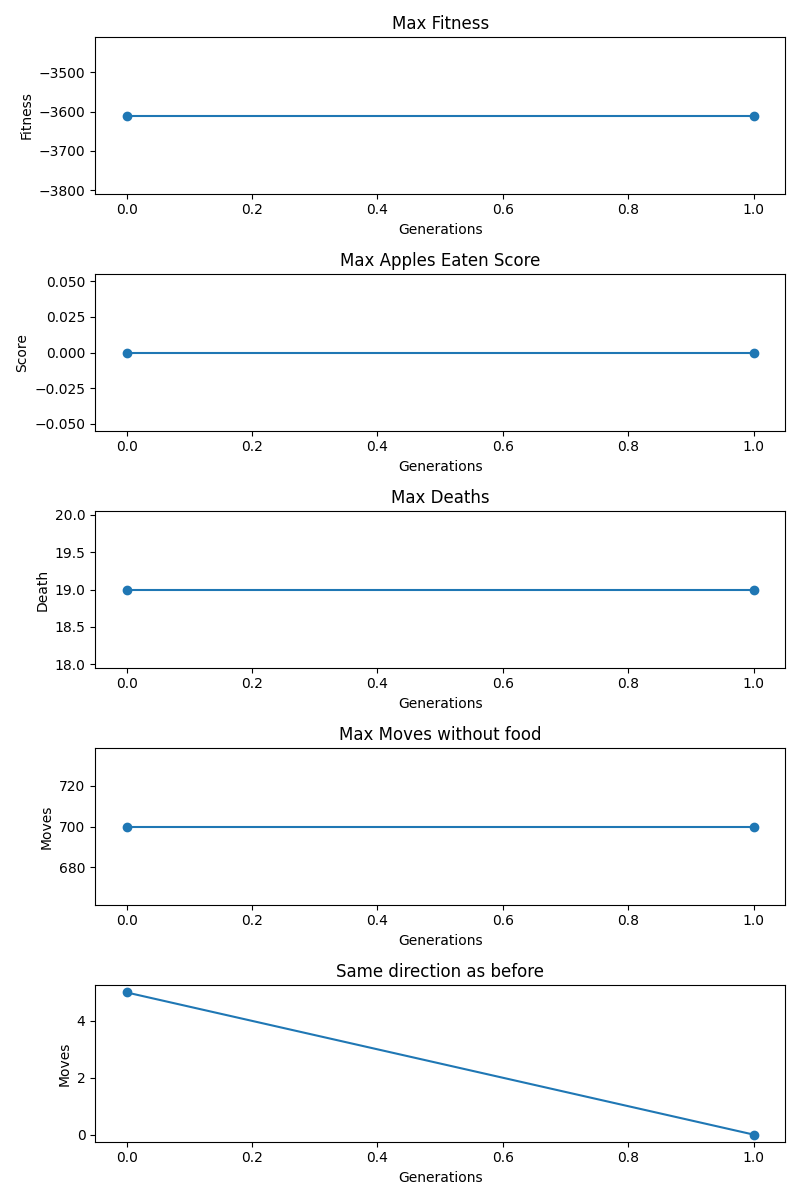 Max Fitness
−3500
−3600
−3700
−3800
Fitness
0.0 0.2 0.4 0.6 0.8 1.0
Generations
Max Apples Eaten Score
0.050
0.025
0.000
−0.025
−0.050
Score
0.0 0.2 0.4 0.6 0.8 1.0
Generations
Max Deaths
20.0
19.5
19.0
18.5
18.0
Death
0.0 0.2 0.4 0.6 0.8 1.0
Generations
Max Moves without food
720
700
680
Moves
0.0 0.2 0.4 0.6 0.8 1.0
Generations
Same direction as before
4
2
0
Moves
0.0 0.2 0.4 0.6 0.8 1.0
Generations